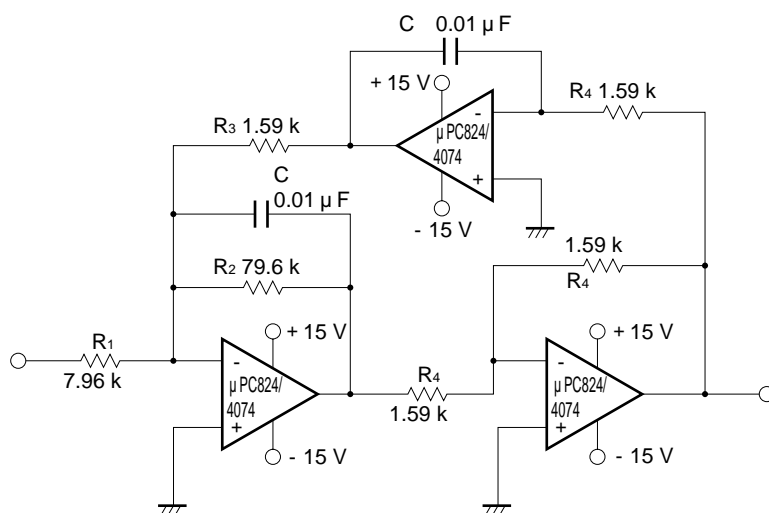 C 0.01 µ F
+ 15 V
R4 1.59 k
R3 1.59 k
-
µ PC824/
4074
+
C
0.01 µ F
- 15 V
1.59 k
R4
R2 79.6 k
R1
7.96 k
+ 15 V
-
µ PC824/
4074
+
- 15 V
R4
1.59 k
+ 15 V
-
µ PC824/
4074
+
- 15 V